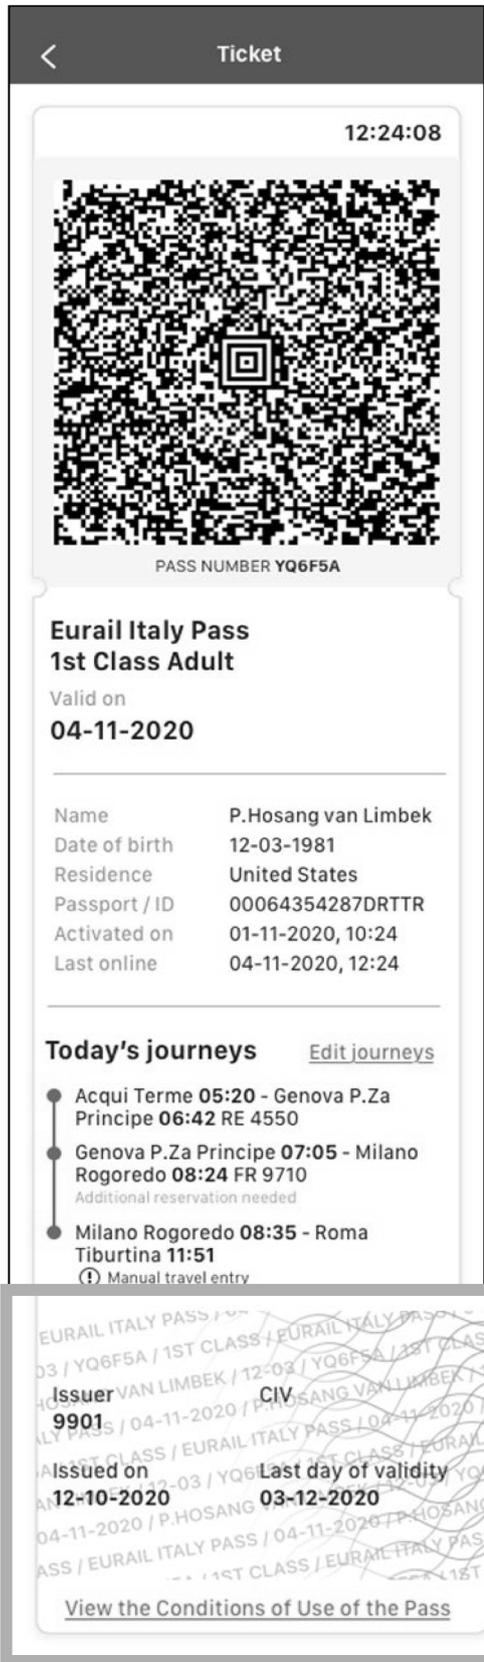 Ticket
12:24:08
PASS NUMBER YQ6F5A
Eurail Italy Pass
1st Class Adult
Valid on
04-11-2020
Name P.Hosang van Limbek
Date of birth 12-03-1981
Residence United States
Passport / ID 00064354287DRTTR
Activated on 01-11-2020, 10:24
Last online 04-11-2020, 12:24
Today's journeys Edit journeys
Acqui Terme 05:20 - Genova P.Za
Principe 06:42 RE 4550
Genova P.Za Principe 07:05 - Milano
Rogoredo 08:24 FR 9710
Additional reservation needed
Milano Rogoredo 08:35 - Roma
Tiburtina 11:51
Manual travel entry
Issuer CIV
9901
Issued on Last day of validity
12-10-2020 03-12-2020
View the Conditions of Use of the Pass